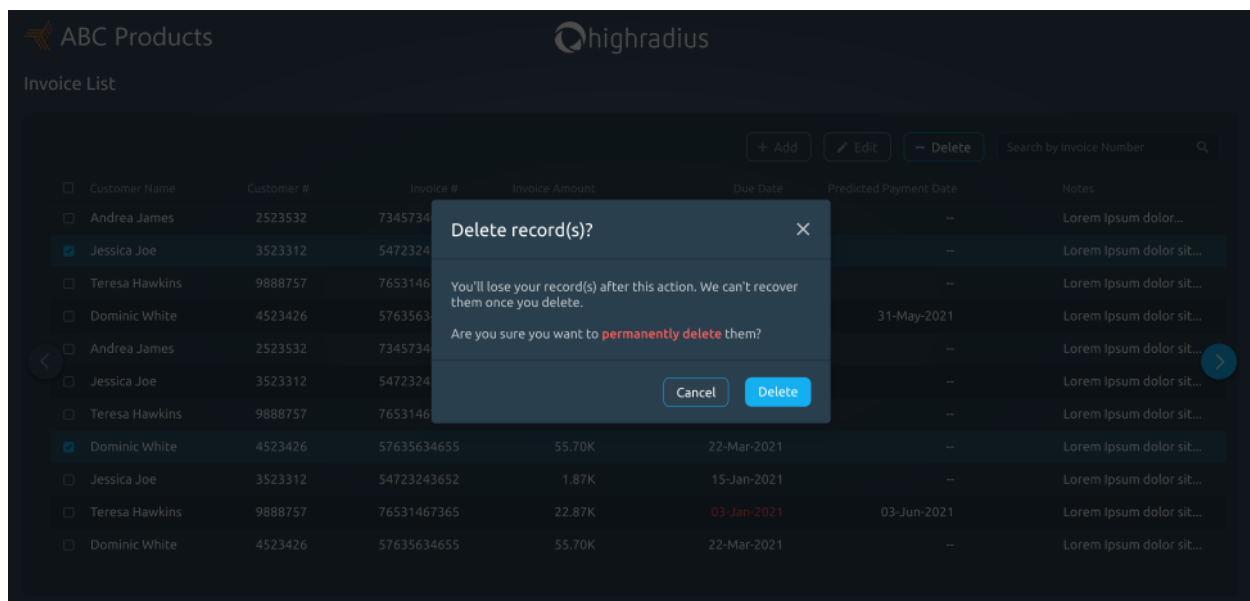 ABC Products
highradius
Invoice List
+ Add Edit − Delete Search by Invoice Number
Customer Name Customer # Invoice # Invoice Amount Due Date Predicted Payment Date Notes
Andrea James 2523532 7345734 -- Lorem Ipsum dolor...
Jessica Joe 3523312 5472324 -- Lorem Ipsum dolor sit...
Teresa Hawkins 9888757 7653146 -- Lorem Ipsum dolor sit...
Dominic White 4523426 5763563 31-May-2021 Lorem Ipsum dolor sit...
Andrea James 2523532 7345734 -- Lorem Ipsum dolor sit...
Jessica Joe 3523312 5472324 -- Lorem Ipsum dolor sit...
Teresa Hawkins 9888757 7653146 -- Lorem Ipsum dolor sit...
Dominic White 4523426 57635634655 55.70K 22-Mar-2021 -- Lorem Ipsum dolor sit...
Jessica Joe 3523312 54723243652 1.87K 15-Jan-2021 -- Lorem Ipsum dolor sit...
Teresa Hawkins 9888757 76531467365 22.87K 03-Jan-2021 03-Jun-2021 Lorem Ipsum dolor sit...
Dominic White 4523426 57635634655 55.70K 22-Mar-2021 -- Lorem Ipsum dolor sit...
Delete record(s)?
You'll lose your record(s) after this action. We can't recover
them once you delete.
Are you sure you want to permanently delete them?
Cancel Delete